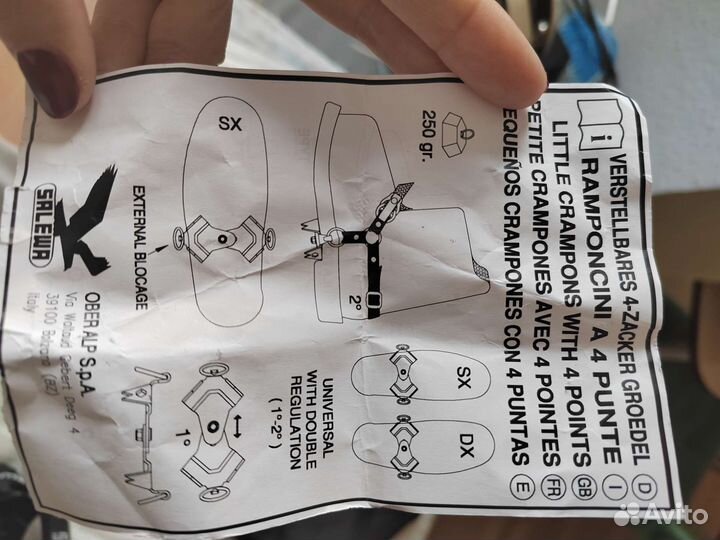 VERSTELLBARES 4-ZACKER GROEDEL D
RAMPONCINI A 4 PUNTE I
LITTLE CRAMPONS WITH 4 POINTS GB
PETITE CRAMPONES AVEC 4 POINTES FR
PEQUEÑOS CRAMPONES CON 4 PUNTAS E
i
250 gr.
2°
SX
DX
UNIVERSAL
WITH DOUBLE
REGULATION
(1°-2°)
SX
EXTERNAL BLOCAGE
1°
SALEWA
OBERALP S.p.A.
39100 Bolzano (BZ)
Italy
Avito